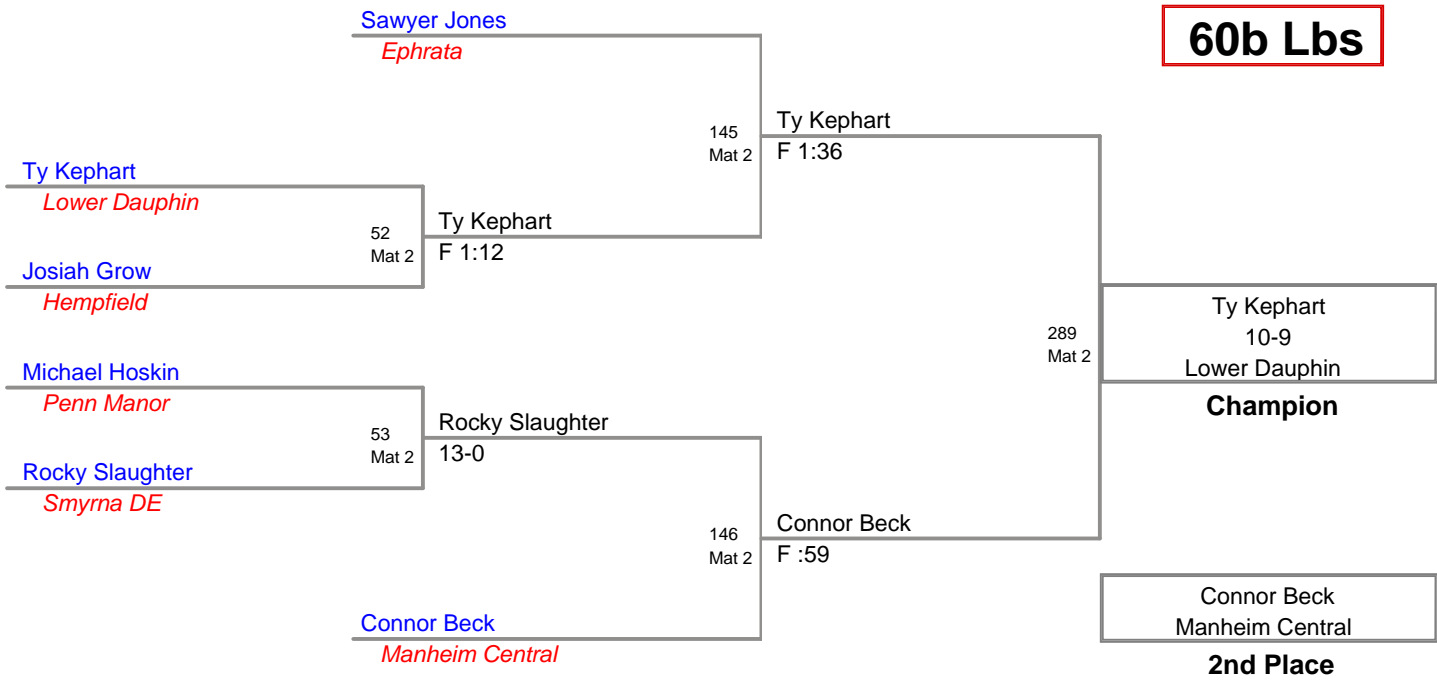 Sawyer Jones
Ephrata
60b Lbs
145
Mat 2
Ty Kephart
F 1:36
Ty Kephart
Lower Dauphin
52
Mat 2
Ty Kephart
F 1:12
Josiah Grow
Hempfield
289
Mat 2
Ty Kephart
10-9
Lower Dauphin
Champion
Michael Hoskin
Penn Manor
53
Mat 2
Rocky Slaughter
13-0
Rocky Slaughter
Smyrna DE
146
Mat 2
Connor Beck
F :59
Connor Beck
Manheim Central
Connor Beck
Manheim Central
2nd Place